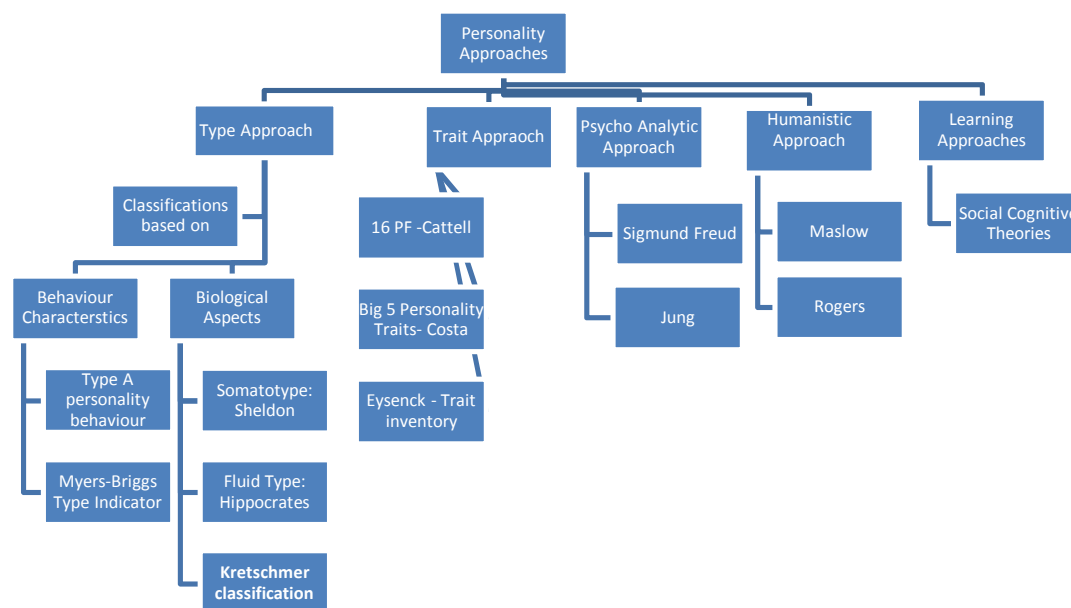 Personality
Approaches
Type Approach
Trait Appraoch
Psycho Analytic
Approach
Humanistic
Approach
Learning
Approaches
Classifications
based on
Behaviour
Characterstics
Biological
Aspects
Type A
personality
behaviour
Myers-Briggs
Type Indicator
Somatotype:
Sheldon
Fluid Type:
Hippocrates
Kretschmer
classification
16 PF -Cattell
Big 5 Personality
Traits- Costa
Eysenck - Trait
inventory
Sigmund Freud
Jung
Maslow
Rogers
Social Cognitive
Theories